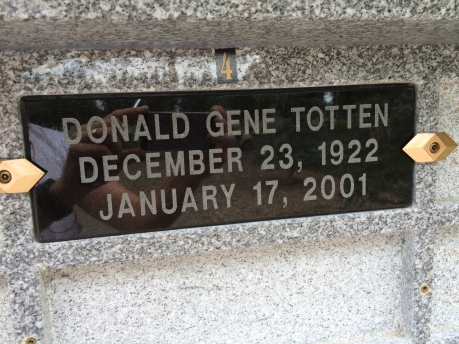 4
DONALD GENE TOTTEN
DECEMBER 23, 1922
JANUARY 17, 2001